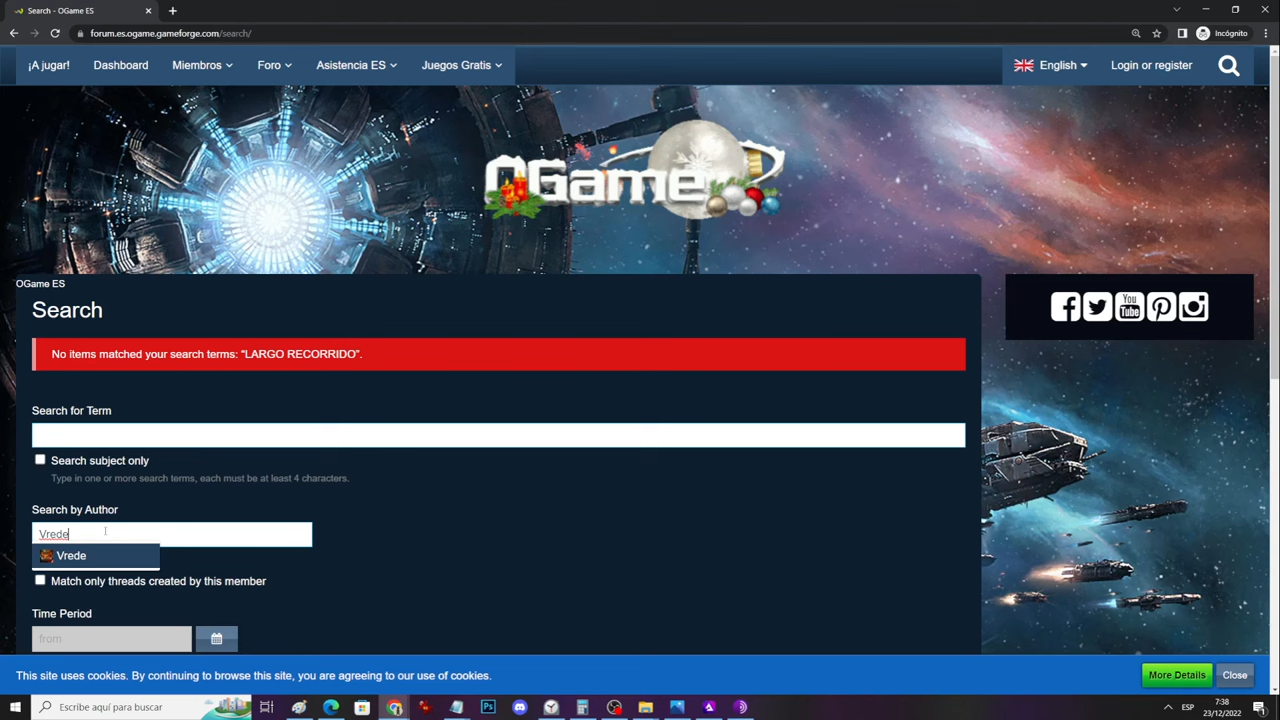 Search - OGame ES
forum.es.ogame.gameforge.com/search/
Incógnito
¡A jugar!
Dashboard
Miembros
Foro
Asistencia ES
Juegos Gratis
English
Login or register
OGame
OGame ES
Search
No items matched your search terms: “LARGO RECORRIDO”.
Search for Term
Search subject only
Type in one or more search terms, each must be at least 4 characters.
Search by Author
Vrede
Vrede
Match only threads created by this member
Time Period
from
You
Tube
This site uses cookies. By continuing to browse this site, you are agreeing to our use of cookies.
More Details
Close
Escribe aquí para buscar
Ps
ESP
7:38
23/12/2022
1